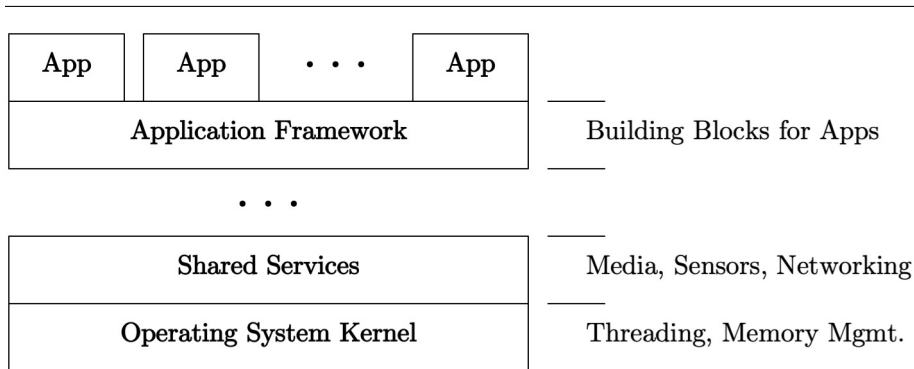 App App · · · App
Application Framework Building Blocks for Apps
· · ·
Shared Services Media, Sensors, Networking
Operating System Kernel Threading, Memory Mgmt.